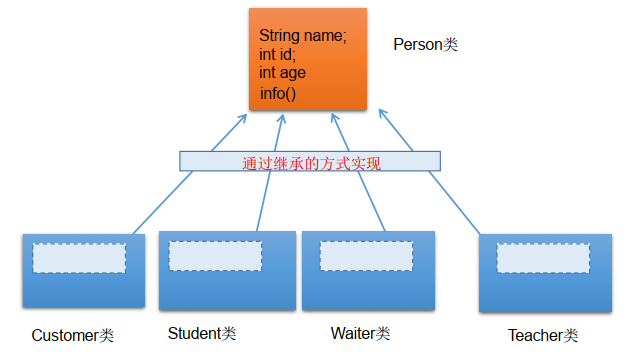 String name;
int id;
int age
info()
Person类
通过继承的方式实现
Customer类
Student类
Waiter类
Teacher类